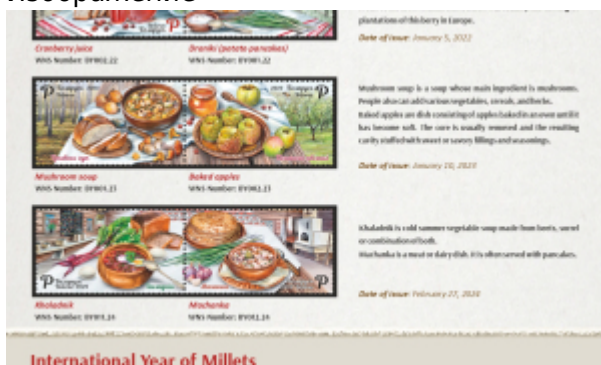 plantations of this berry in Europe.
Cranberry juice
Draniki (potato pancakes)
Date of issue: January 5, 2022
WNS Number: BY002.22
WNS Number: BY001.22
Mushroom soup is a soup whose main ingredient is mushrooms.
People also can add various vegetables, cereals, and herbs.
Baked apples are dish consisting of apples baked in an oven until it
has become soft. The core is usually removed and the resulting
cavity stuffed with sweet or savory fillings and seasonings.
Mushroom soup
Baked apples
Date of issue: January 10, 2023
WNS Number: BY001.23
WNS Number: BY002.23
Khaladnik is cold summer vegetable soup made from beets, sorrel
or combination of both.
Machanka is a meat or dairy dish. It is often served with pancakes.
Date of issue: February 27, 2024
Khaladnik
Machanka
WNS Number:
WNS Number:
International Year of Millets